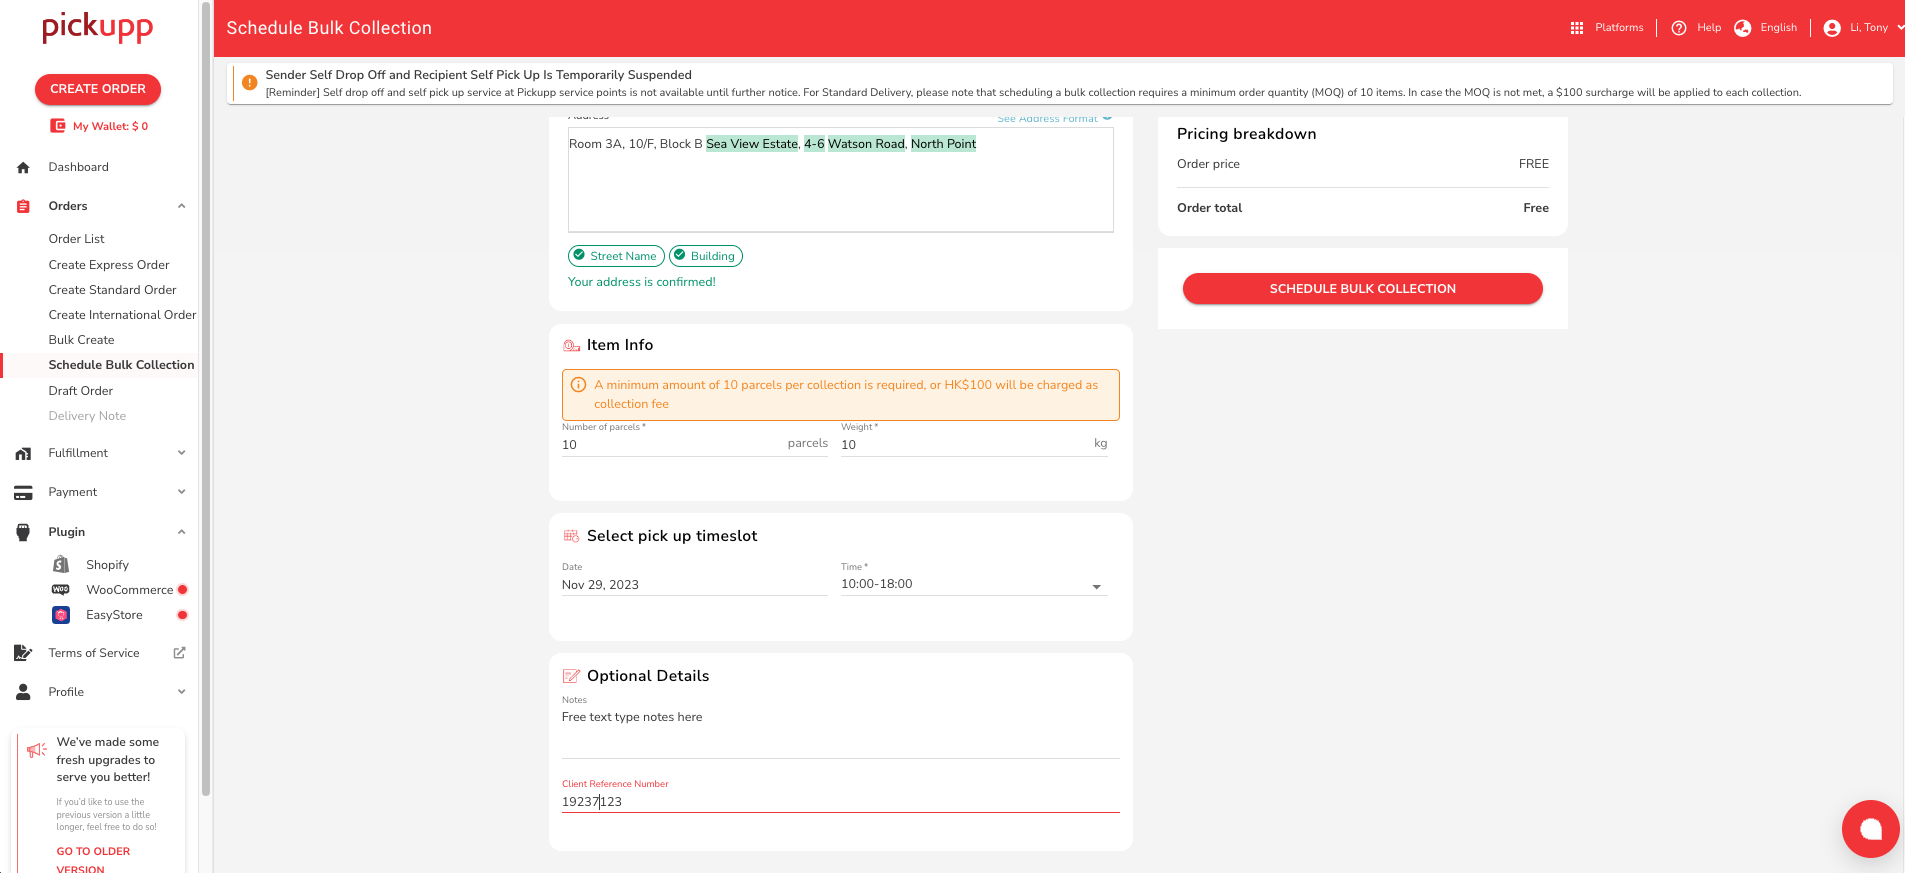 pickupp
CREATE ORDER
My Wallet: $ 0
Dashboard
Orders
Order List
Create Express Order
Create Standard Order
Create International Order
Bulk Create
Schedule Bulk Collection
Draft Order
Delivery Note
Fulfillment
Payment
Plugin
Shopify
WOO WooCommerce
EasyStore
Terms of Service
Profile
We've made some
fresh upgrades to
serve you better!
If you'd like to use the
previous version a little
longer, feel free to do so!
GO TO OLDER
VERSION
Schedule Bulk Collection
Platforms
Help
English
Li, Tony
Sender Self Drop Off and Recipient Self Pick Up Is Temporarily Suspended
[Reminder] Self drop off and self pick up service at Pickupp service points is not available until further notice. For Standard Delivery, please note that scheduling a bulk collection requires a minimum order quantity (MOQ) of 10 items. In case the MOQ is not met, a $100 surcharge will be applied to each collection.
Address
See Address Format
Room 3A, 10/F, Block B Sea View Estate, 4-6 Watson Road, North Point
Street Name Building
Your address is confirmed!
Item Info
A minimum amount of 10 parcels per collection is required, or HK$100 will be charged as
collection fee
Number of parcels * Weight *
10 parcels 10 kg
Select pick up timeslot
Date Time *
Nov 29, 2023 10:00-18:00
Optional Details
Notes
Free text type notes here
Client Reference Number
19237123
Pricing breakdown
Order price FREE
Order total Free
SCHEDULE BULK COLLECTION